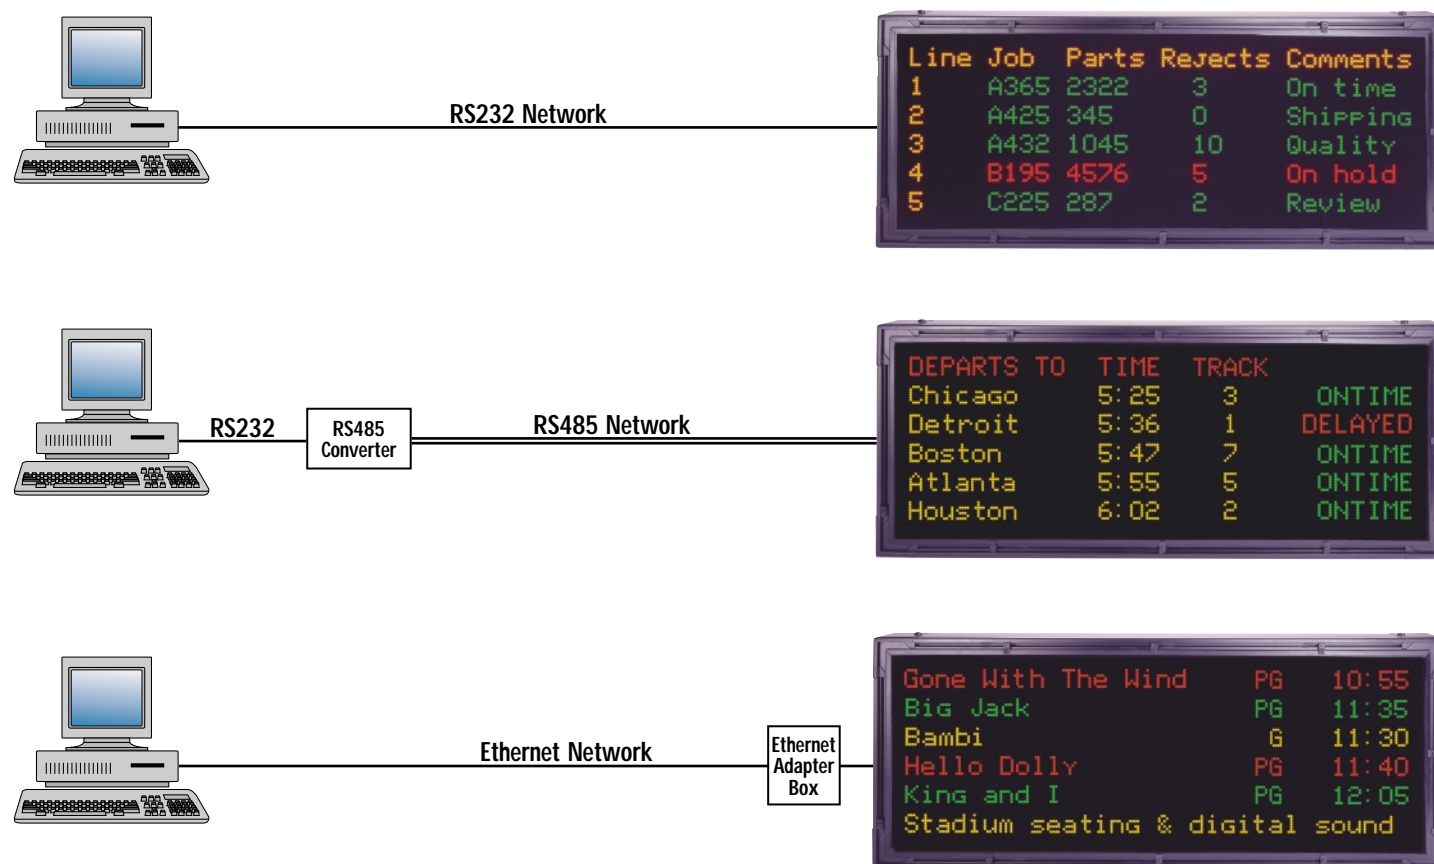 RS232 Network
Line Job Parts Rejects Comments
1 A365 2322 3 On time
2 A425 345 0 Shipping
3 A432 1045 10 Quality
4 B195 4576 5 On hold
5 C225 287 2 Review
RS232
RS485
Converter
RS485 Network
DEPARTS TO TIME TRACK
Chicago 5:25 3 ONTIME
Detroit 5:36 1 DELAYED
Boston 5:47 7 ONTIME
Atlanta 5:55 5 ONTIME
Houston 6:02 2 ONTIME
Ethernet Network
Ethernet
Adapter
Box
Gone With The Wind PG 10:55
Big Jack PG 11:35
Bambi G 11:30
Hello Dolly PG 11:40
King and I PG 12:05
Stadium seating & digital sound